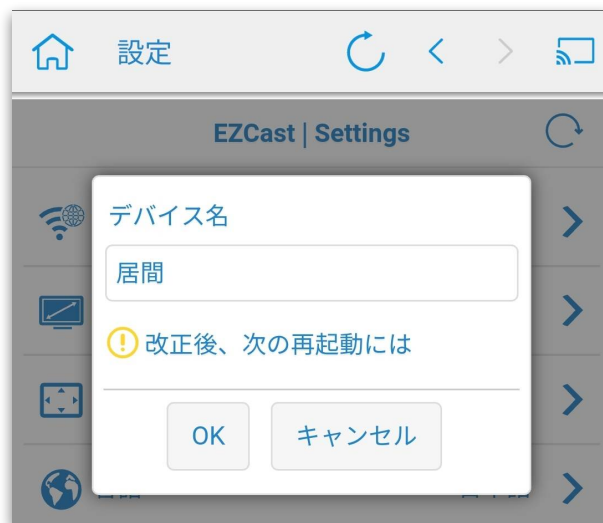 設定
EZCast | Settings
デバイス名
居間
改正後、次の再起動には
OK キャンセル